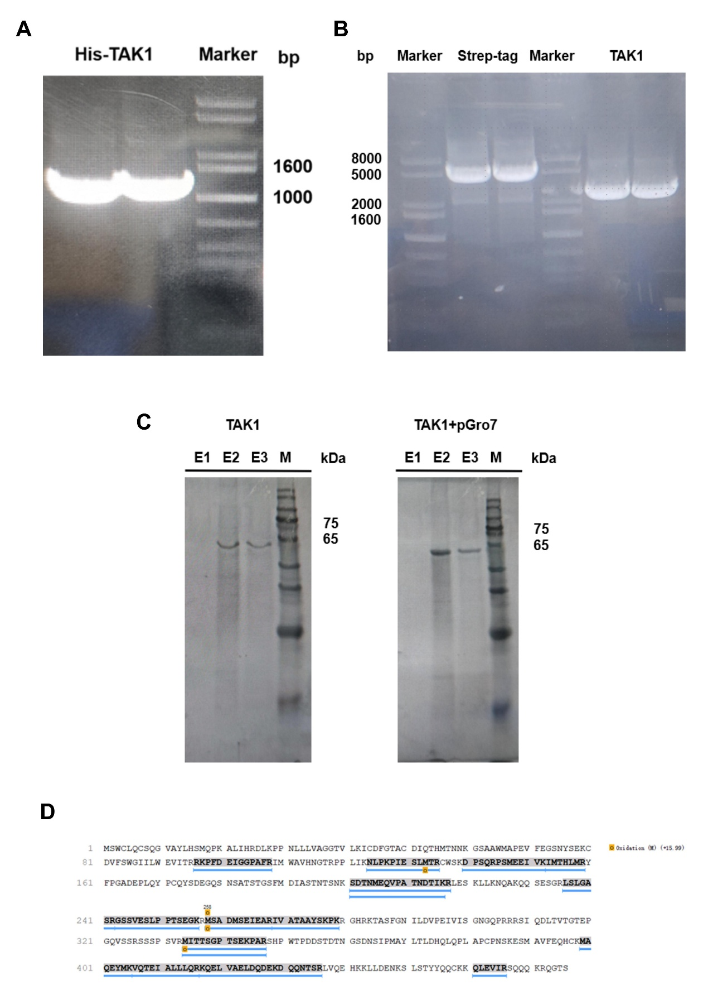 A
B
His-TAK1 Marker bp
bp Marker Strep-tag Marker TAK1
1600
1000
8000
5000
2000
1600
C
TAK1
TAK1+pGro7
E1 E2 E3 M kDa
E1 E2 E3 M kDa
75
65
75
65
D
1 MSWCLQCSQG VAYLHSMQPK ALIHRDLKPP NLLLVAGGTV LKICDFGTAC DIQTHMTNNK GSAAWMAPEV FEGSNYSEKC
Oxidation (M) (+15.99)
81 DVFSWGIILW EVITRRKPFD EIGGPAFRIM WAVHNGTRPP LIKNLPKPIE SLMTRCWSKD PSQRPSMEEI VKIMTHLMRY
161 FPGADEPLQY PCQYSDEGQS NSATSTGSFM DIASTNTSNK SDTNMEQVPA TNDTIKRLES KLLKNQAKQQ SESGRLSLGA
258
241 SRGSSVESLP PTSEGKRMSA DMSEIEARIV ATAAYSKPKR GHRKTASFGN ILDVPEIVIS GNGQPRRRSI QDLTVTGTEP
321 GQVSSRSSSP SVRMITTSGP TSEKPARSHP WTPDDSTDTN GSDNSIPMAY LTLDHQLQPL APCPNSKESM AVFEQHCKMA
401 QEYMKVQTEI ALLLQRKQEL VAELDQDEKD QQNTSRLVQE HKKLLDENKS LSTYYQQCKK QLEVIRSQQQ KRQGTS